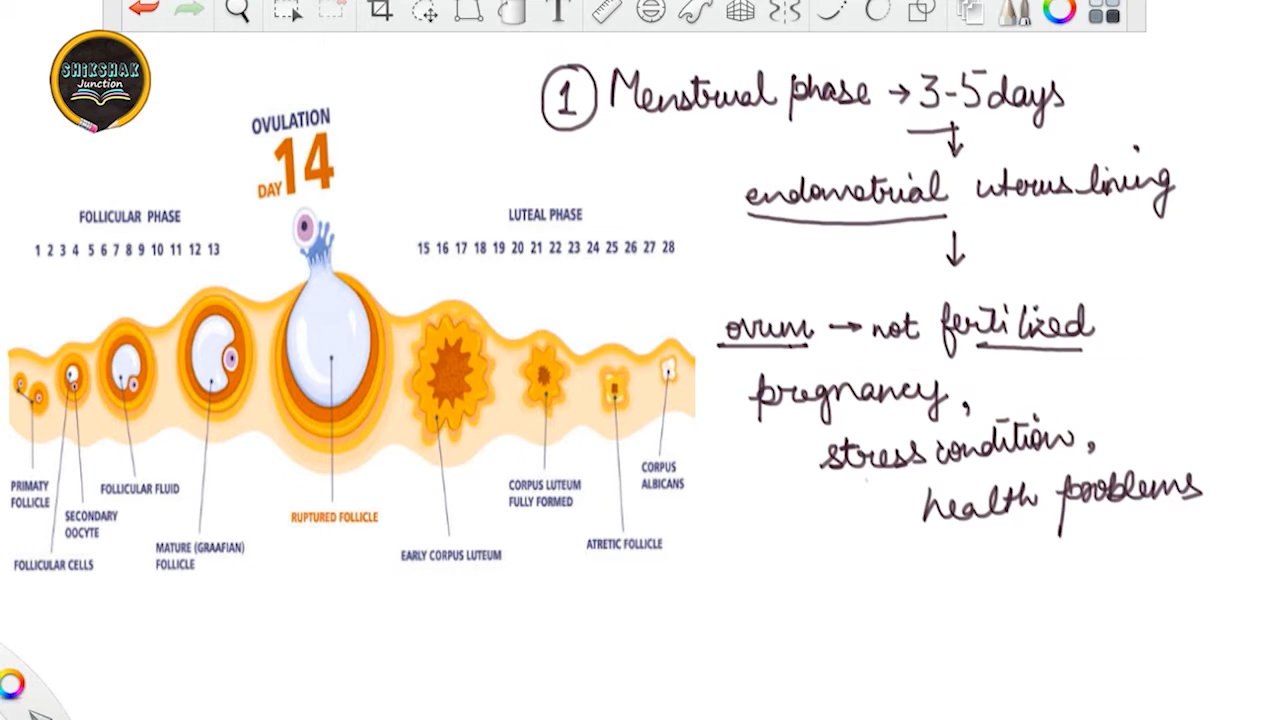 SHIKSHAK
Junction
① Menstrual phase → 3-5 days
endometrial uterus lining
ovum → not fertilized
pregnancy,
stress condition,
health problems
OVULATION
DAY 14
FOLLICULAR PHASE
1 2 3 4 5 6 7 8 9 10 11 12 13
LUTEAL PHASE
15 16 17 18 19 20 21 22 23 24 25 26 27 28
PRIMATY
FOLLICLE
FOLLICULAR CELLS
SECONDARY
OOCYTE
FOLLICULAR FLUID
MATURE (GRAAFIAN)
FOLLICLE
RUPTURED FOLLICLE
EARLY CORPUS LUTEUM
CORPUS LUTEUM
FULLY FORMED
ATRETIC FOLLICLE
CORPUS
ALBICANS